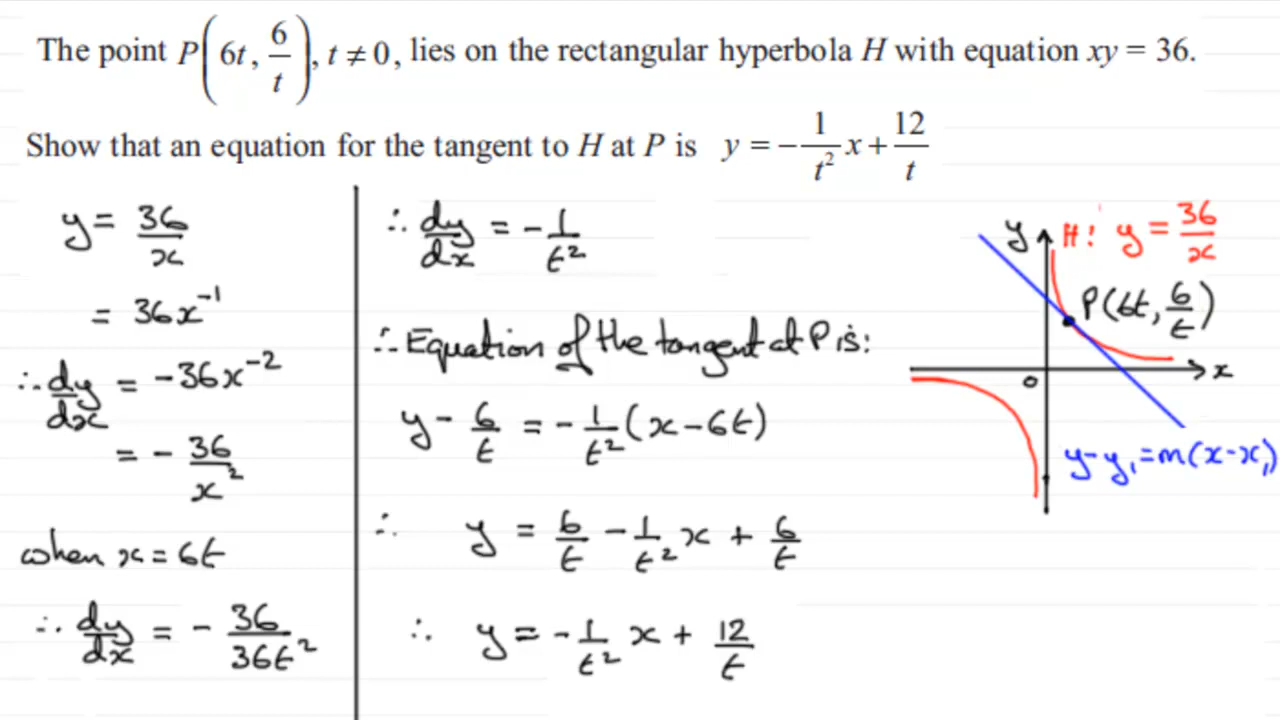 The point P(6t, 6/t), t ≠ 0, lies on the rectangular hyperbola H with equation xy = 36.
Show that an equation for the tangent to H at P is y = -1/t² x + 12/t
y = 36/x
= 36x⁻¹
∴ dy/dx = -36x⁻²
= - 36/x²
when x = 6t
∴ dy/dx = - 36/36t²
∴ dy/dx = - 1/t²
∴ Equation of the tangent at P is:
y - 6/t = - 1/t² (x - 6t)
∴ y = 6/t - 1/t² x + 6/t
∴ y = - 1/t² x + 12/t
y
H: y = 36/x
P(6t, 6/t)
o
x
y - y₁ = m(x - x₁)